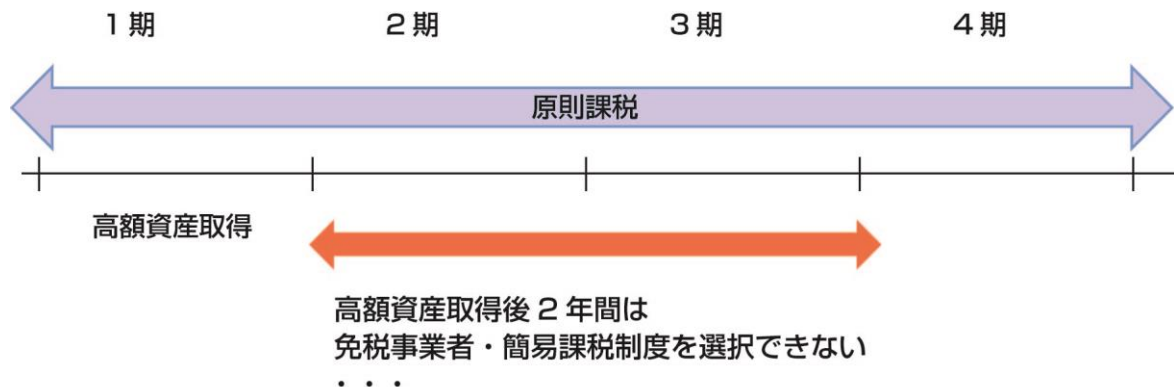 1期 2期 3期 4期
原則課税
高額資産取得
高額資産取得後2年間は
免税事業者・簡易課税制度を選択できない
・・・